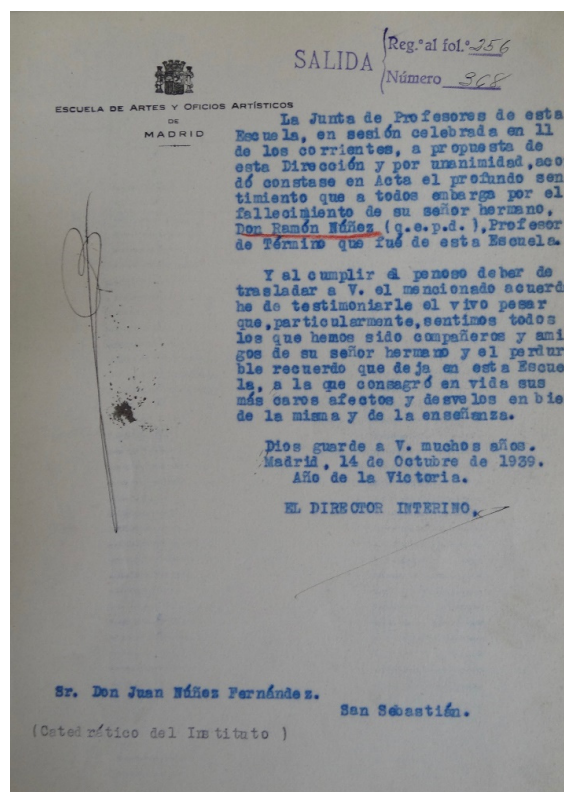 SALIDA
Reg.º al fol.º 256
Número 368
ESCUELA DE ARTES Y OFICIOS ARTÍSTICOS
DE
MADRID
La Junta de Profesores de esta
Escuela, en sesión celebrada en 11
de los corrientes, a propuesta de
esta Dirección y por unanimidad,aco
dó constase en Acta el profundo sen
timiento que a todos embarga por el
fallecimiento de su señor hermano,
Don Ramón Núñez (q.e.p.d.),Profesor
de Término que fué de esta Escuela.
Y al cumplir el penoso deber de
trasladar a V. el mencionado acuerd
he de testimoniarle el vivo pesar
que,particularmente,sentimos todos
los que hemos sido compañeros y ami
gos de su señor hermano y el perdur
ble recuerdo que deja en esta Escue
la, a la que consagró en vida sus
más caros afectos y desvelos en bie
de la misma y de la enseñanza.
Dios guarde a V. muchos años.
Madrid, 14 de Octubre de 1939.
Año de la Victoria.
EL DIRECTOR INTERINO,
Sr. Don Juan Núñez Fernández.
San Sebastián.
(Catedrático del Instituto )